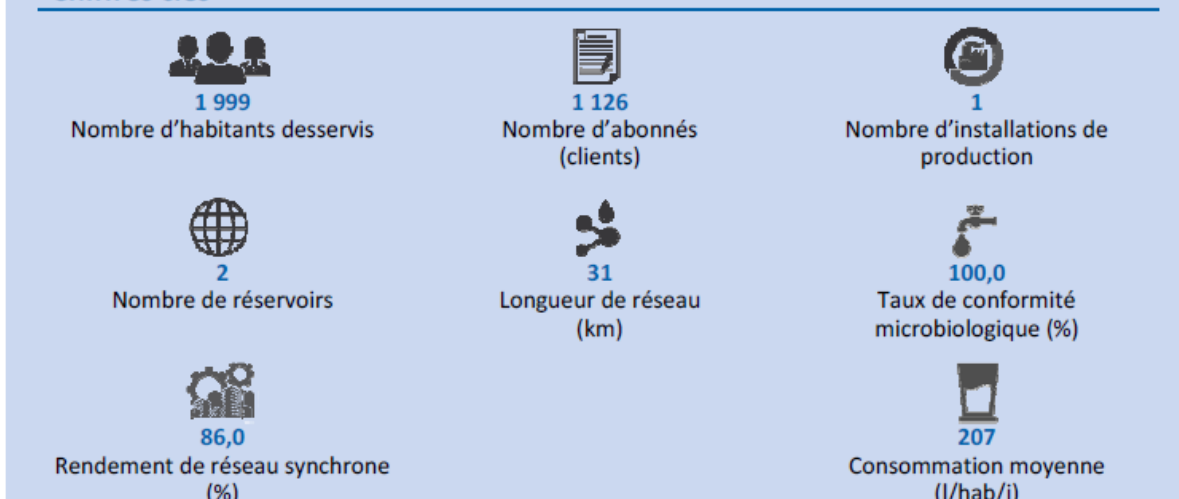 1 999
Nombre d'habitants desservis
1 126
Nombre d'abonnés
(clients)
1
Nombre d'installations de
production
2
Nombre de réservoirs
31
Longueur de réseau
(km)
100,0
Taux de conformité
microbiologique (%)
86,0
Rendement de réseau synchrone
(%)
207
Consommation moyenne
(l/hab/j)